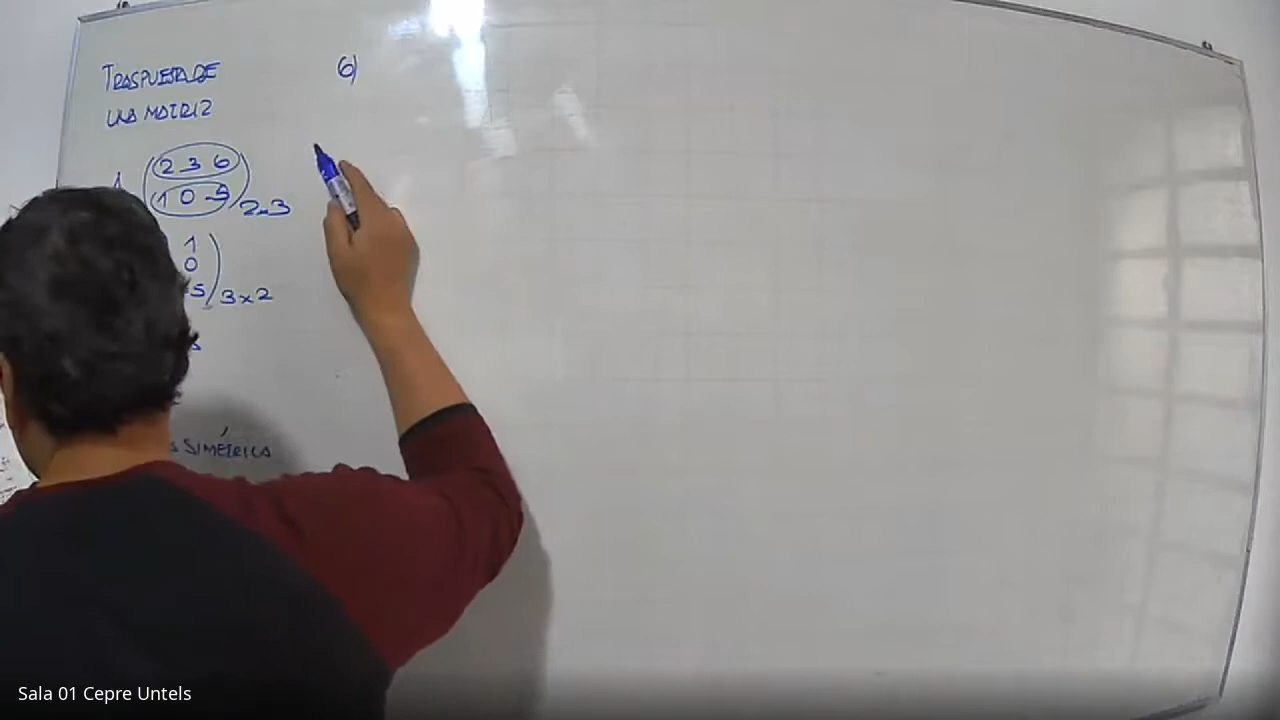 TRASPUESTA DE
UNA MATRIZ
2 3 6
1 0 -5
2x3
1
0
-5
3x2
SIMÉTRICA
6)
Sala 01 Cepre Untels